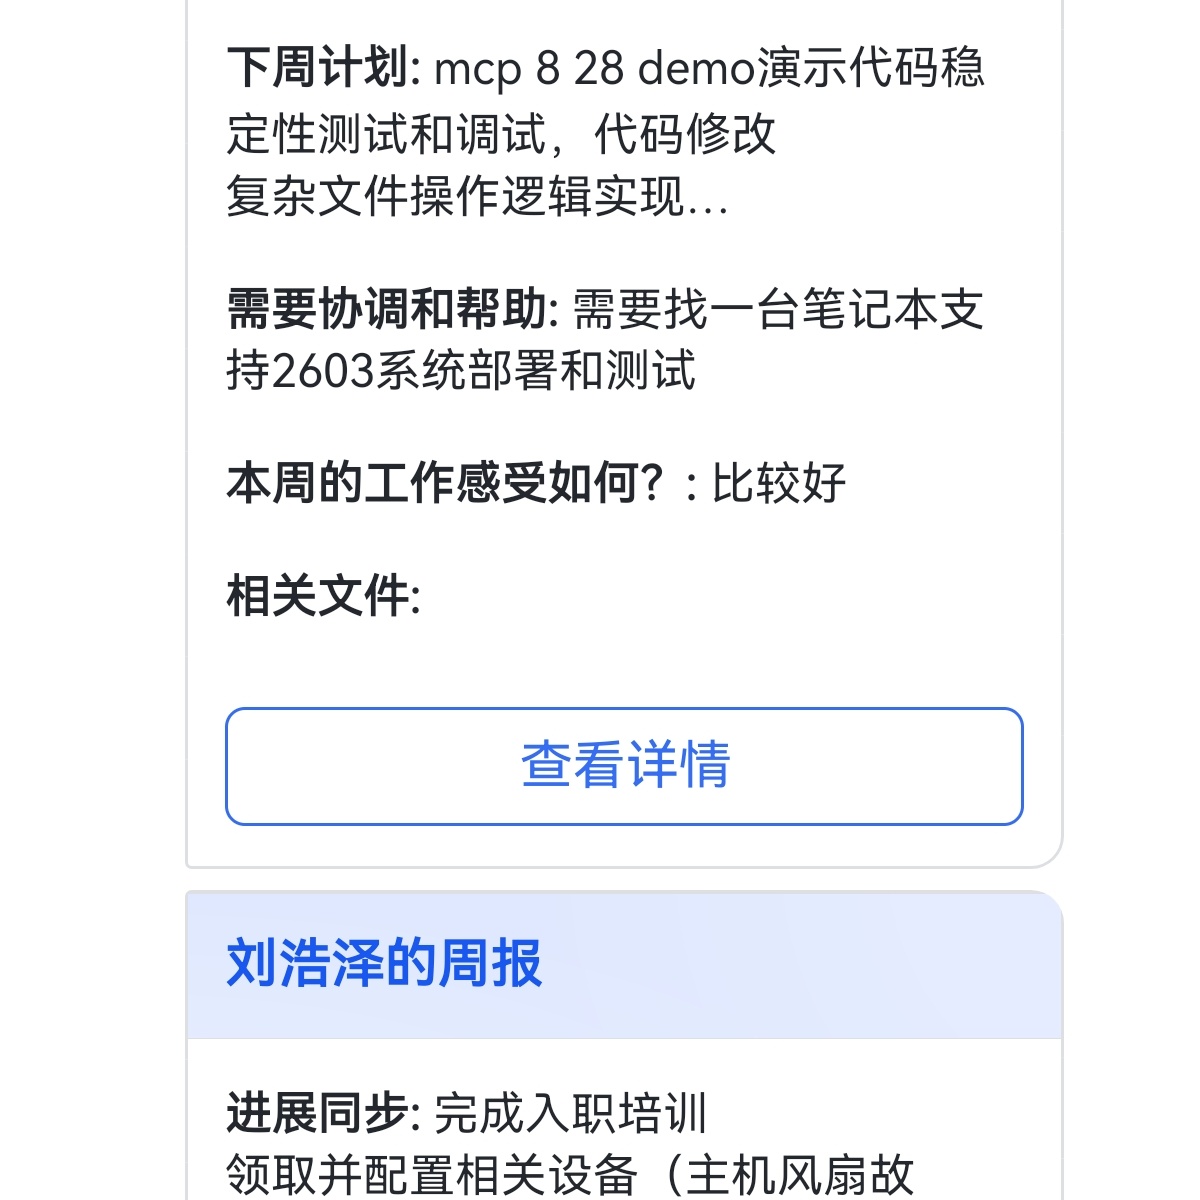 下周计划: mcp 8 28 demo演示代码稳
定性测试和调试，代码修改
复杂文件操作逻辑实现...
需要协调和帮助: 需要找一台笔记本支
持2603系统部署和测试
本周的工作感受如何？: 比较好
相关文件:
查看详情
刘浩泽的周报
进展同步: 完成入职培训
领取并配置相关设备（主机风扇故